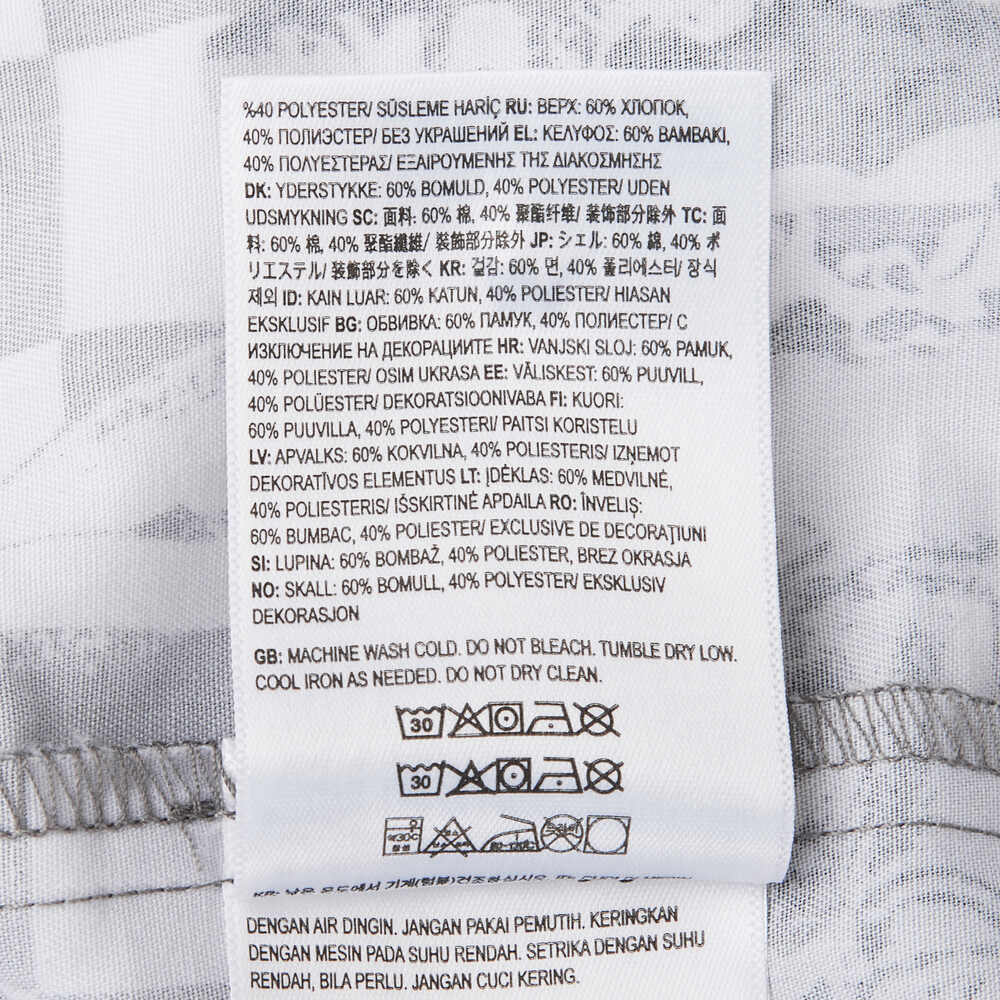 %40 POLYESTER/ SÜSLEME HARİÇ RU: ВЕРХ: 60% ХЛОПОК,
40% ПОЛИЭСТЕР/ БЕЗ УКРАШЕНИЙ EL: ΚΕΛΥΦΟΣ: 60% ΒΑΜΒΑΚΙ,
40% ΠΟΛΥΕΣΤΕΡΑΣ/ ΕΞΑΙΡΟΥΜΕΝΗΣ ΤΗΣ ΔΙΑΚΟΣΜΗΣΗΣ
DK: YDERSTYKKE: 60% BOMULD, 40% POLYESTER/ UDEN
UDSMYKNING SC: 面料: 60% 棉, 40% 聚酯纤维/ 装饰部分除外 TC: 面
料: 60% 棉, 40% 聚酯纖維/ 裝飾部分除外 JP: シェル: 60% 綿, 40% ポ
リエステル/ 装飾部分を除く KR: 겉감: 60% 면, 40% 폴리에스터/ 장식
제외 ID: KAIN LUAR: 60% KATUN, 40% POLIESTER/ HIASAN
EKSKLUSIF BG: ОБВИВКА: 60% ПАМУК, 40% ПОЛИЕСТЕР/ С
ИЗКЛЮЧЕНИЕ НА ДЕКОРАЦИИТЕ HR: VANJSKI SLOJ: 60% PAMUK,
40% POLIESTER/ OSIM UKRASA EE: VÄLISKEST: 60% PUUVILL,
40% POLÜESTER/ DEKORATSIOONIVABA FI: KUORI:
60% PUUVILLA, 40% POLYESTERI/ PAITSI KORISTELU
LV: APVALKS: 60% KOKVILNA, 40% POLIESTERIS/ IZŅEMOT
DEKORATĪVOS ELEMENTUS LT: ĮDĖKLAS: 60% MEDVILNĖ,
40% POLIESTERIS/ IŠSKIRTINĖ APDAILA RO: ÎNVELIŞ:
60% BUMBAC, 40% POLIESTER/ EXCLUSIVE DE DECORAŢIUNI
SI: LUPINA: 60% BOMBAŽ, 40% POLIESTER, BREZ OKRASJA
NO: SKALL: 60% BOMULL, 40% POLYESTER/ EKSKLUSIV
DEKORASJON
GB: MACHINE WASH COLD. DO NOT BLEACH. TUMBLE DRY LOW.
COOL IRON AS NEEDED. DO NOT DRY CLEAN.
30
30
약30℃
80-120℃
DENGAN AIR DINGIN. JANGAN PAKAI PEMUTIH. KERINGKAN
DENGAN MESIN PADA SUHU RENDAH. SETRIKA DENGAN SUHU
RENDAH, BILA PERLU. JANGAN CUCI KERING.